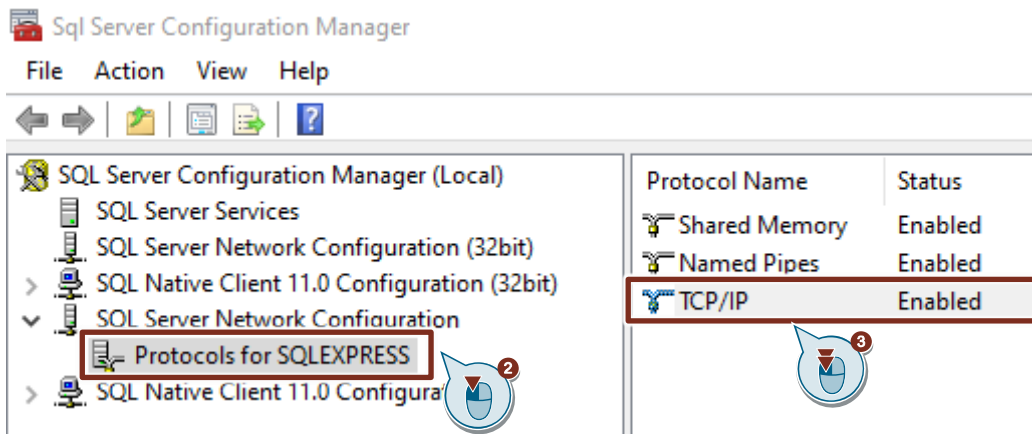 Sql Server Configuration Manager
File Action View Help
SQL Server Configuration Manager (Local)
SQL Server Services
SQL Server Network Configuration (32bit)
SQL Native Client 11.0 Configuration (32bit)
SQL Server Network Configuration
Protocols for SQLEXPRESS
2
SQL Native Client 11.0 Configura
Protocol Name Status
Shared Memory Enabled
Named Pipes Enabled
TCP/IP Enabled
3